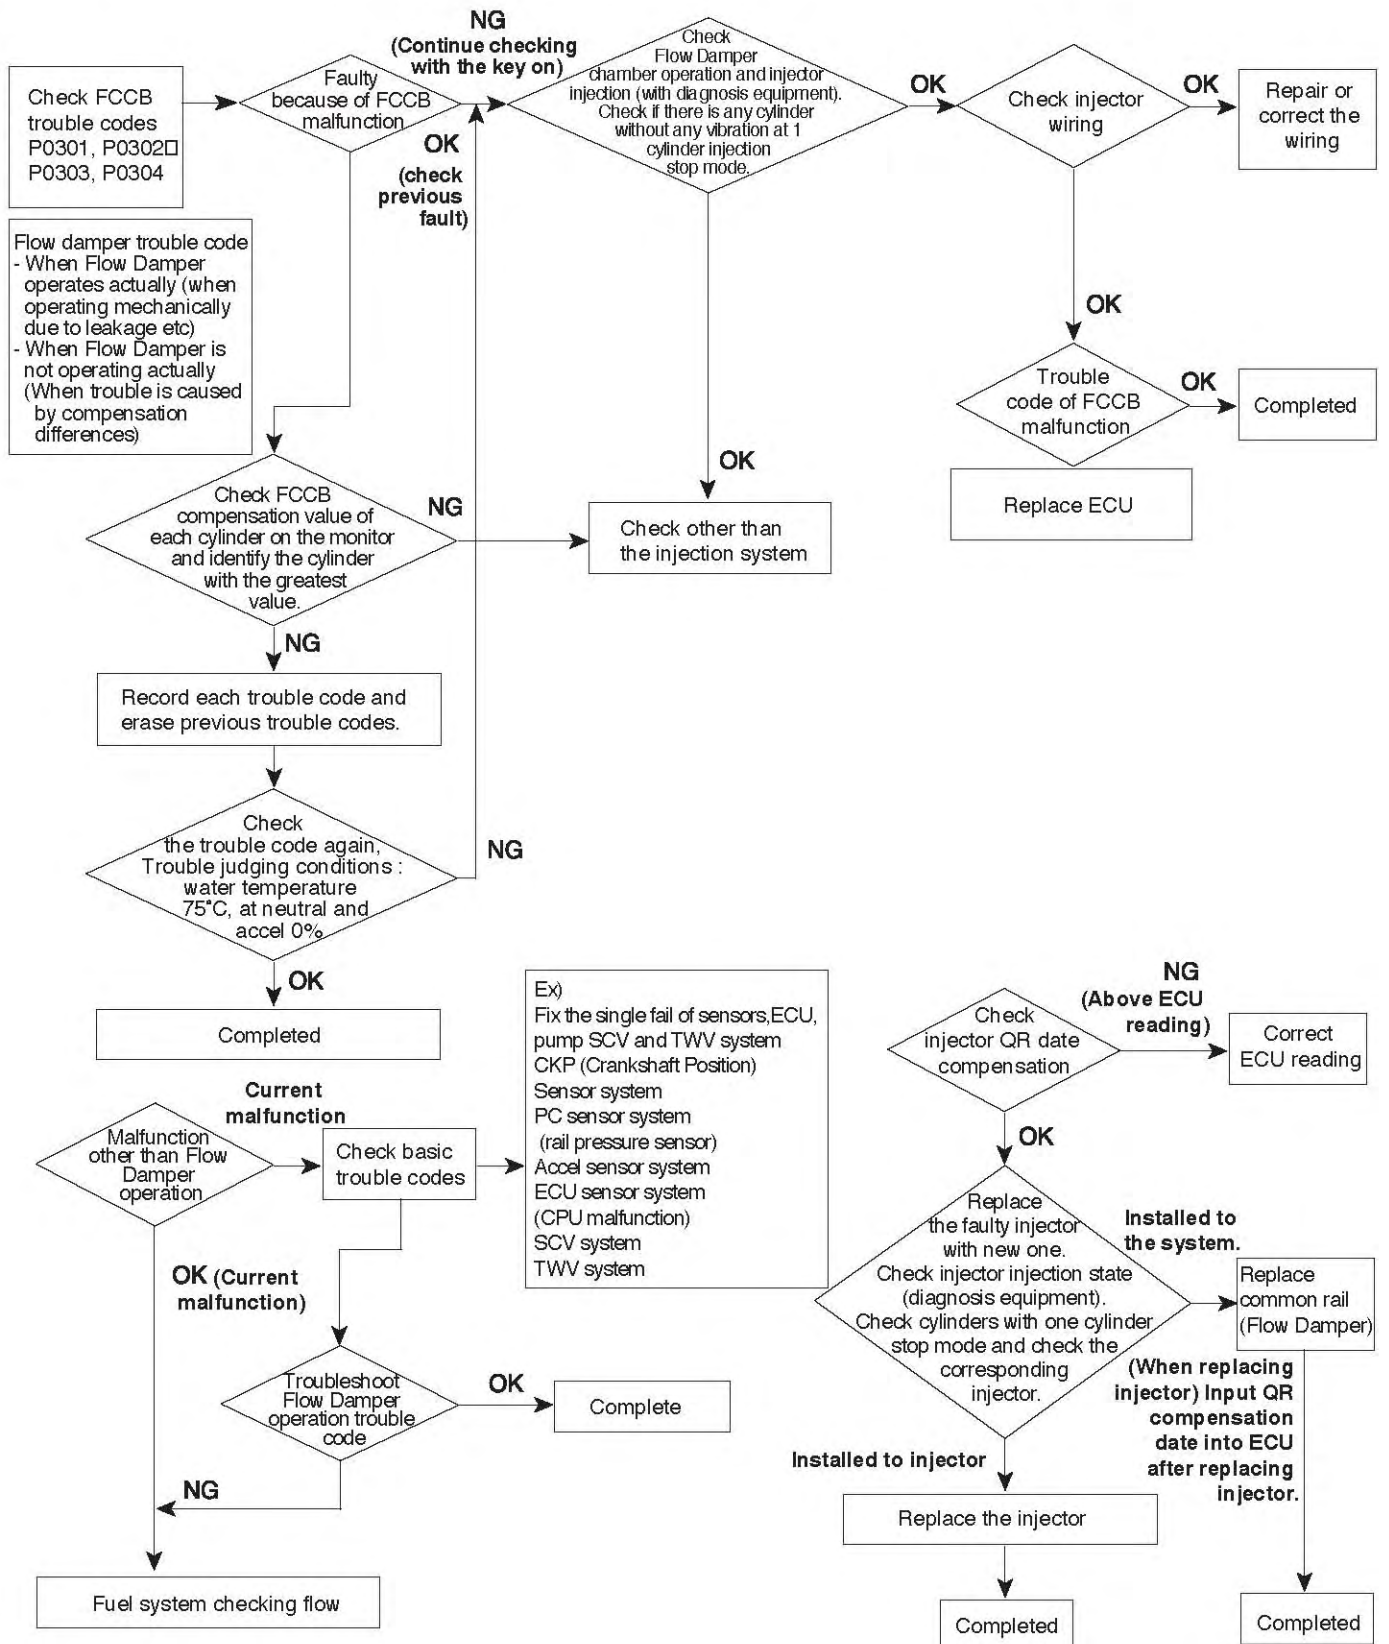 Check FCCB
trouble codes
P0301, P0302□
P0303, P0304
Faulty
because of FCCB
malfunction
NG
(Continue checking
with the key on)
OK
(check
previous
fault)
Check
Flow Damper
chamber operation and injector
injection (with diagnosis equipment).
Check if there is any cylinder
without any vibration at 1
cylinder injection
stop mode.
OK
Check injector
wiring
OK
Repair or
correct the
wiring
Flow damper trouble code
- When Flow Damper
operates actually (when
operating mechanically
due to leakage etc)
- When Flow Damper is
not operating actually
(When trouble is caused
by compensation
differences)
OK
Trouble
code of FCCB
malfunction
OK
Completed
Replace ECU
OK
Check other than
the injection system
Check FCCB
compensation value of
each cylinder on the monitor
and identify the cylinder
with the greatest
value.
NG
NG
Record each trouble code and
erase previous trouble codes.
Check
the trouble code again,
Trouble judging conditions :
water temperature
75°C, at neutral and
accel 0%
NG
OK
Completed
Malfunction
other than Flow
Damper
operation
Current
malfunction
Check basic
trouble codes
Ex)
Fix the single fail of sensors,ECU,
pump SCV and TWV system
CKP (Crankshaft Position)
Sensor system
PC sensor system
(rail pressure sensor)
Accel sensor system
ECU sensor system
(CPU malfunction)
SCV system
TWV system
OK (Current
malfunction)
Troubleshoot
Flow Damper
operation trouble
code
OK
Complete
NG
Fuel system checking flow
Check
injector QR date
compensation
NG
(Above ECU
reading)
Correct
ECU reading
OK
Replace
the faulty injector
with new one.
Check injector injection state
(diagnosis equipment).
Check cylinders with one cylinder
stop mode and check the
corresponding
injector.
Installed to
the system.
Replace
common rail
(Flow Damper)
(When replacing
injector) Input QR
compensation
date into ECU
after replacing
injector.
Installed to injector
Replace the injector
Completed
Completed